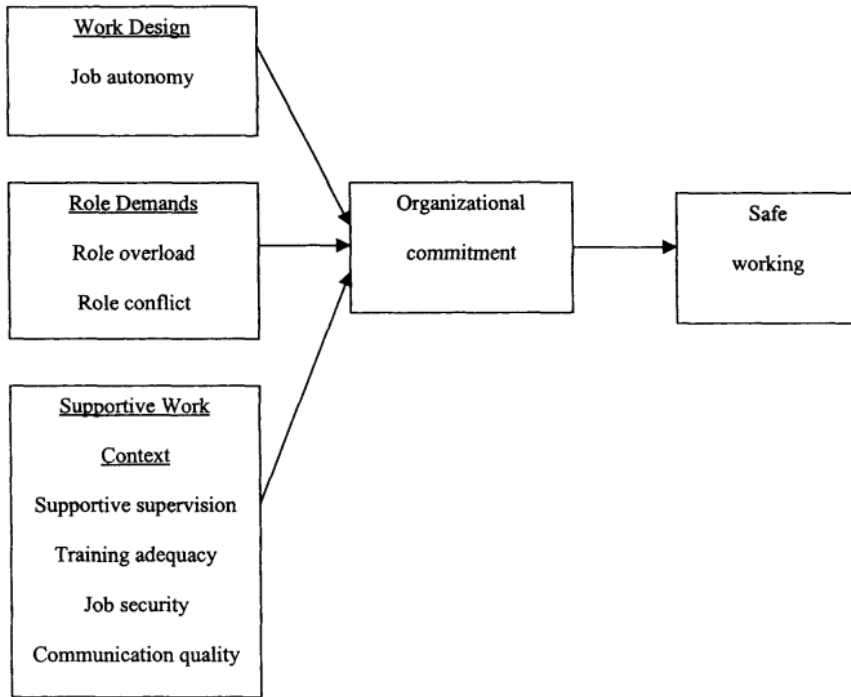 Work Design
Job autonomy
Role Demands
Role overload
Role conflict
Supportive Work
Context
Supportive supervision
Training adequacy
Job security
Communication quality
Organizational
commitment
Safe
working